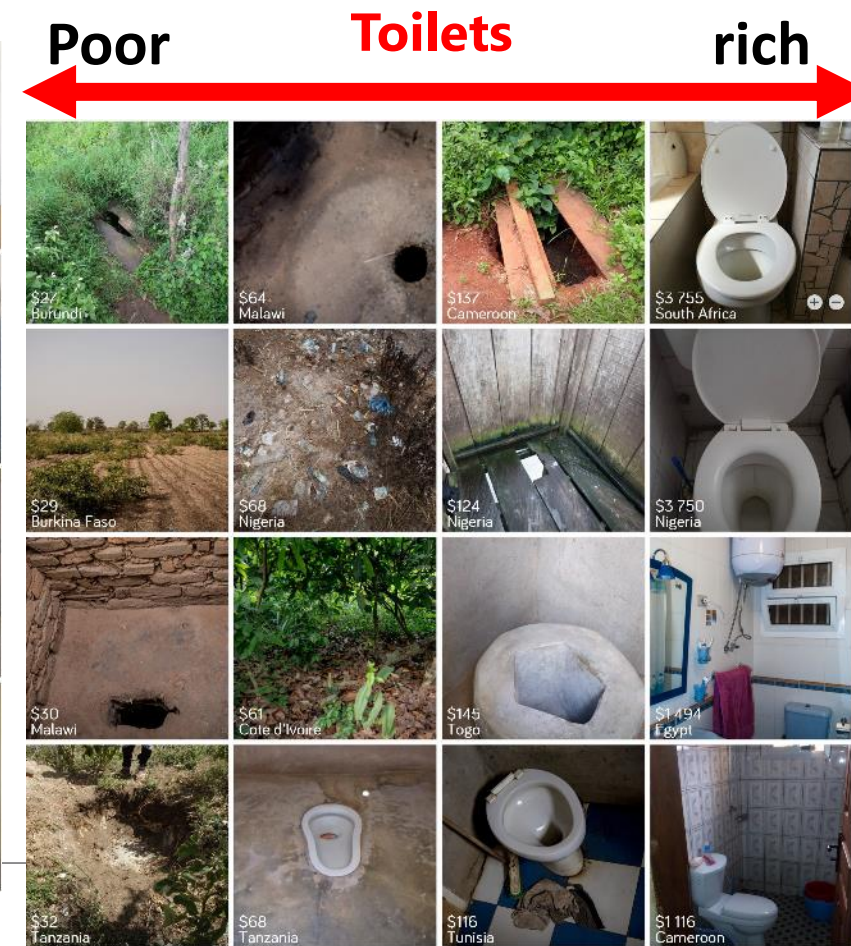 Toilets
Poor
rich
$27
Burundi
$64
Malawi
$137
Cameroon
$3 755
South Africa
$29
Burkina Faso
$68
Nigeria
$124
Nigeria
$3 750
Nigeria
$30
Malawi
$61
Cote d'Ivoire
$145
Togo
$1 494
Egypt
$32
Tanzania
$68
Tanzania
$116
Tunisia
$1 116
Cameroon